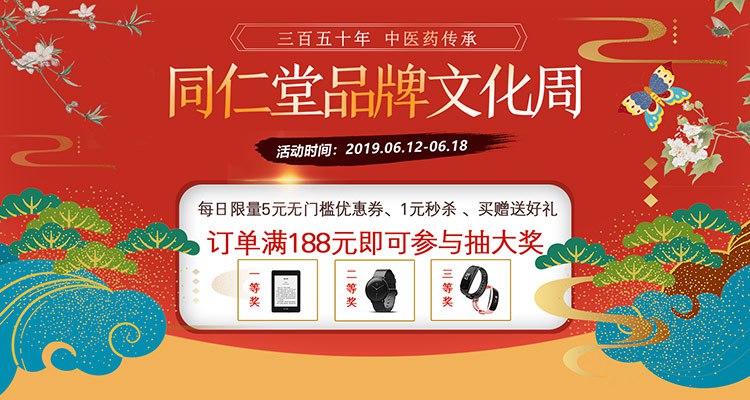 三百五十年 中医药传承
同仁堂品牌文化周
活动时间：2019.06.12-06.18
每日限量5元无门槛优惠券、1元秒杀 、买赠送好礼
订单满188元即可参与抽大奖
一等奖
二等奖
三等奖